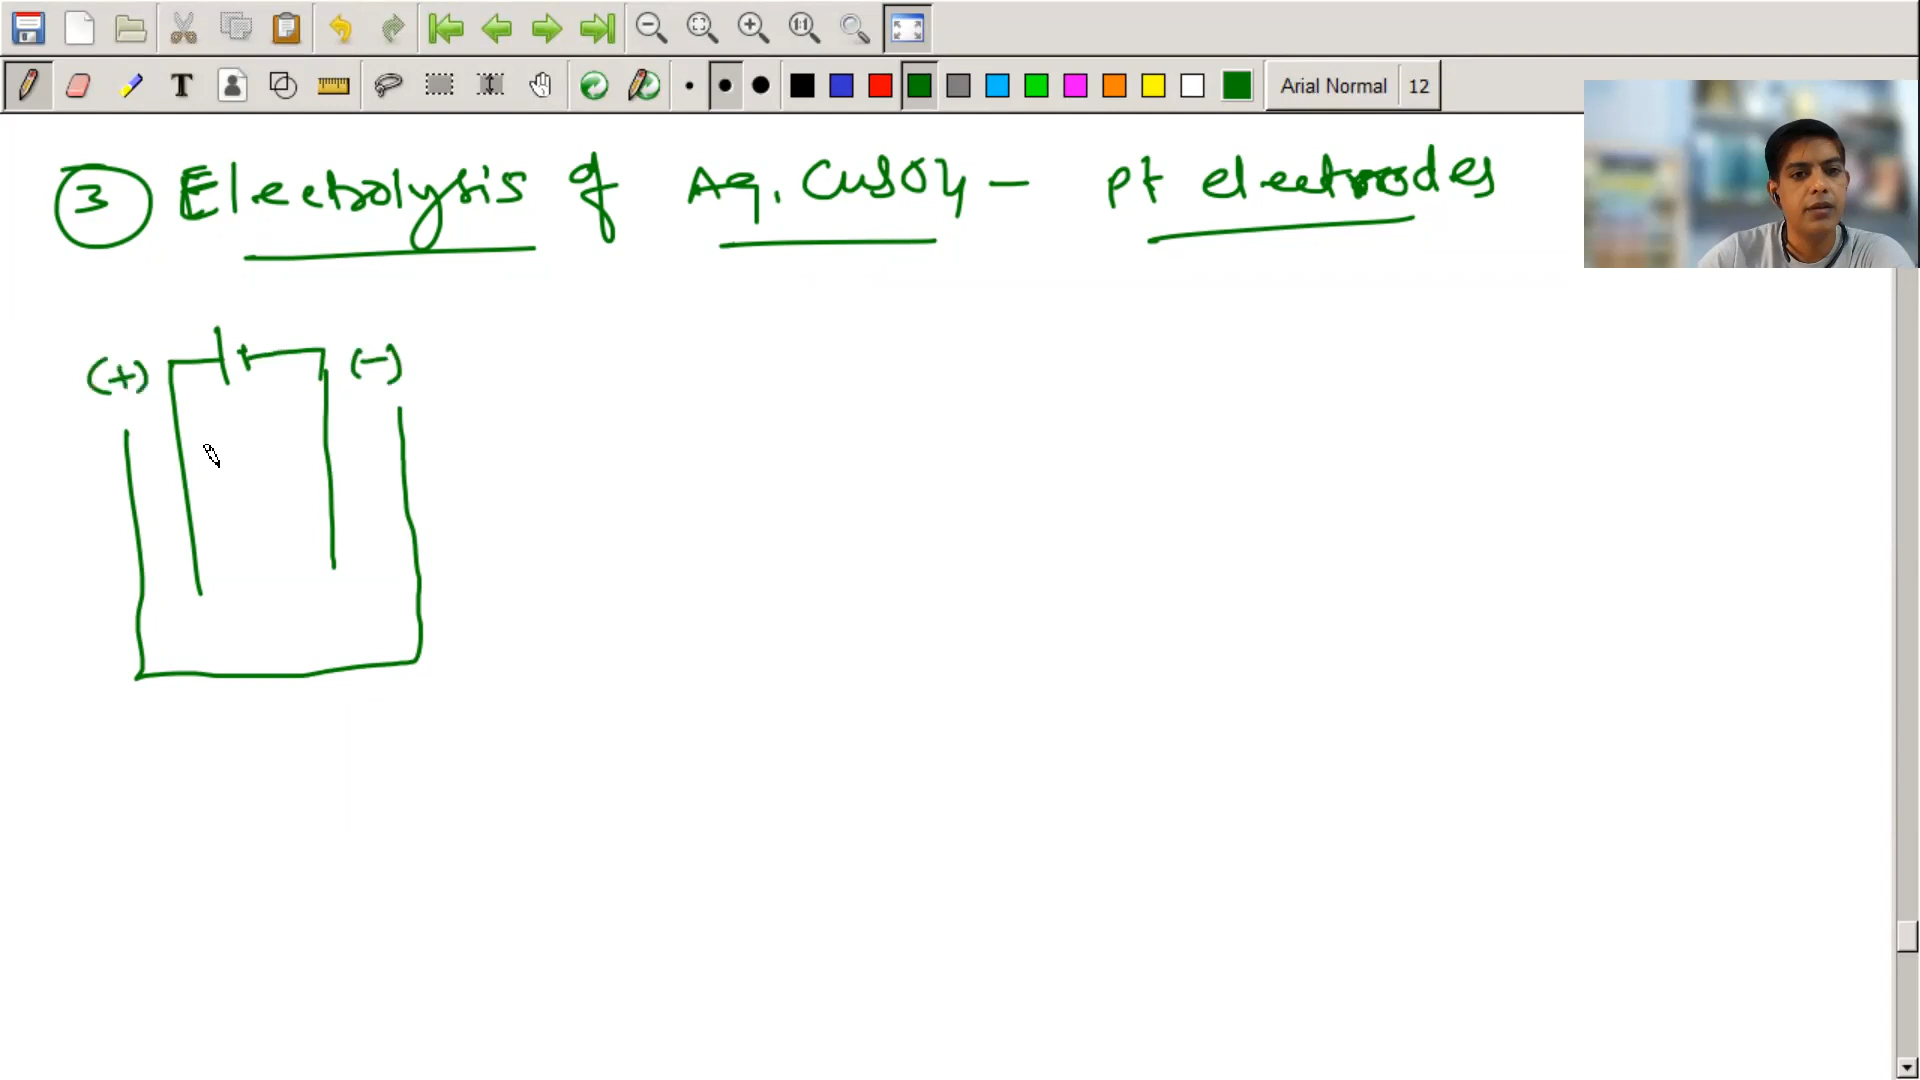 Arial Normal 12
3 Electrolysis of Aq. CuSO4 - Pt electrodes
(+) (-)